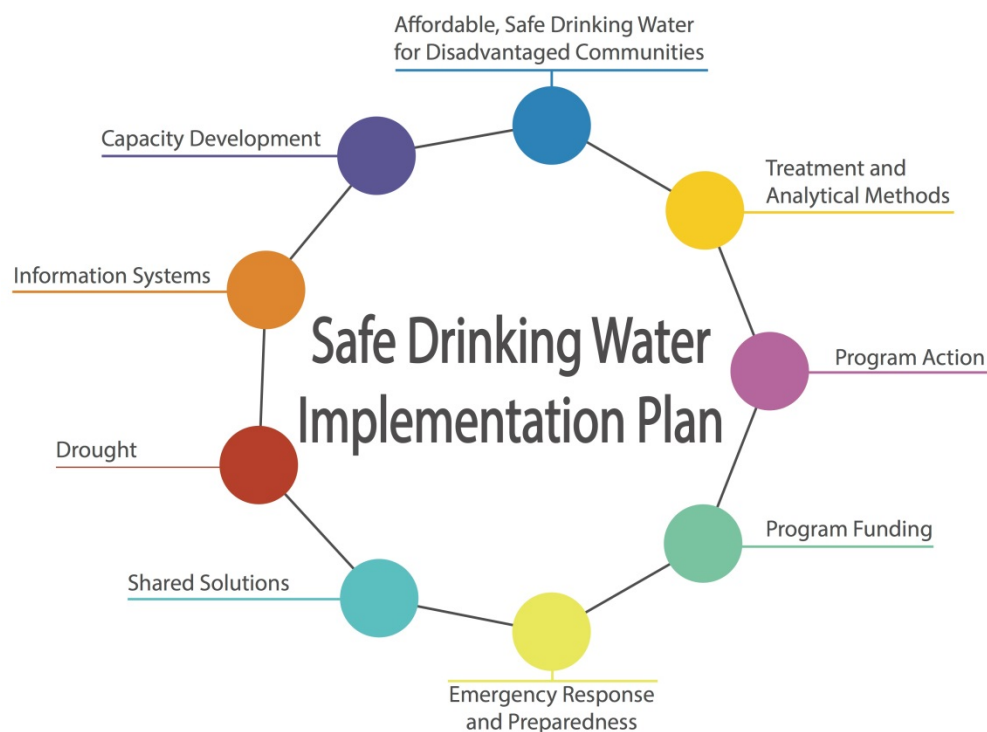 Affordable, Safe Drinking Water
for Disadvantaged Communities
Capacity Development
Treatment and
Analytical Methods
Information Systems
Safe Drinking Water
Implementation Plan
Program Action
Drought
Program Funding
Shared Solutions
Emergency Response
and Preparedness